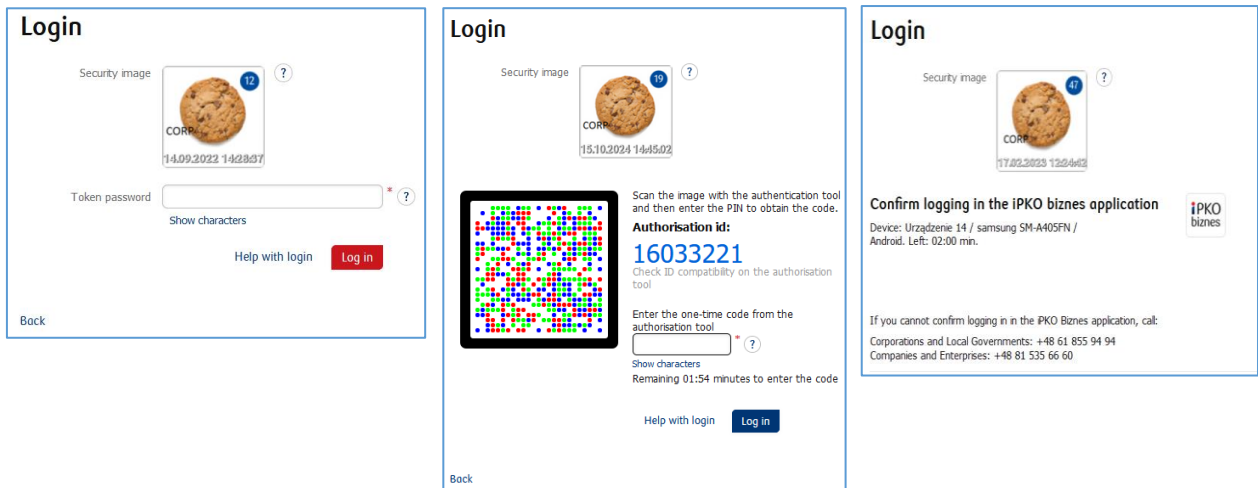 Login
Security image
?
12
CORP
14.09.2022 14:28:37
Token password
* ?
Show characters
Help with login
Log in
Back
Login
Security image
?
19
CORP
15.10.2024 14:45:02
Scan the image with the authentication tool
and then enter the PIN to obtain the code.
Authorisation id:
16033221
Check ID compatibility on the authorisation
tool
Enter the one-time code from the
authorisation tool
* ?
Show characters
Remaining 01:54 minutes to enter the code
Help with login
Log in
Back
Login
Security image
?
47
CORP
17.02.2023 12:24:42
Confirm logging in the iPKO biznes application
iPKO
biznes
Device: Urządzenie 14 / samsung SM-A405FN /
Android. Left: 02:00 min.
If you cannot confirm logging in in the iPKO Biznes application, call:
Corporations and Local Governments: +48 61 855 94 94
Companies and Enterprises: +48 81 535 66 60